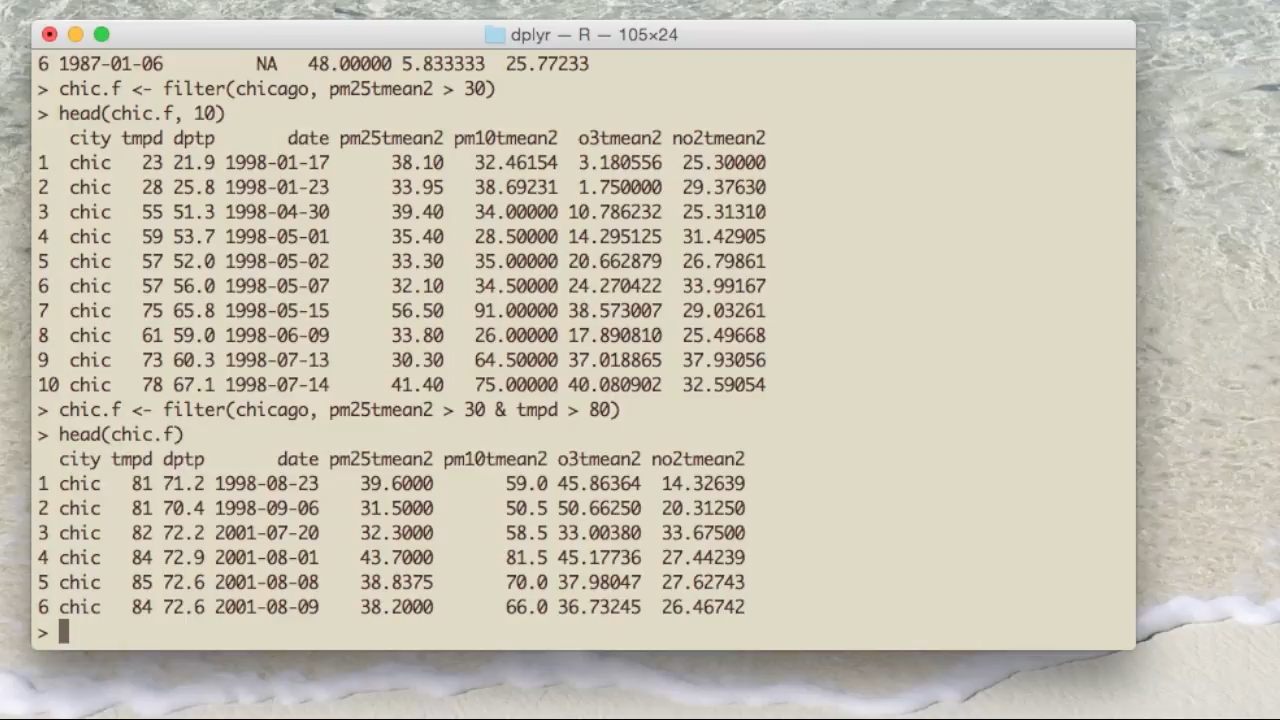 dplyr — R — 105×24
6 1987-01-06         NA   48.00000 5.833333  25.77233
> chic.f <- filter(chicago, pm25tmean2 > 30)
> head(chic.f, 10)
   city tmpd dptp       date pm25tmean2 pm10tmean2  o3tmean2 no2tmean2
1  chic   23 21.9 1998-01-17      38.10   32.46154  3.180556  25.30000
2  chic   28 25.8 1998-01-23      33.95   38.69231  1.750000  29.37630
3  chic   55 51.3 1998-04-30      39.40   34.00000 10.786232  25.31310
4  chic   59 53.7 1998-05-01      35.40   28.50000 14.295125  31.42905
5  chic   57 52.0 1998-05-02      33.30   35.00000 20.662879  26.79861
6  chic   57 56.0 1998-05-07      32.10   34.50000 24.270422  33.99167
7  chic   75 65.8 1998-05-15      56.50   91.00000 38.573007  29.03261
8  chic   61 59.0 1998-06-09      33.80   26.00000 17.890810  25.49668
9  chic   73 60.3 1998-07-13      30.30   64.50000 37.018865  37.93056
10 chic   78 67.1 1998-07-14      41.40   75.00000 40.080902  32.59054
> chic.f <- filter(chicago, pm25tmean2 > 30 & tmpd > 80)
> head(chic.f)
  city tmpd dptp       date pm25tmean2 pm10tmean2 o3tmean2 no2tmean2
1 chic   81 71.2 1998-08-23    39.6000       59.0 45.86364  14.32639
2 chic   81 70.4 1998-09-06    31.5000       50.5 50.66250  20.31250
3 chic   82 72.2 2001-07-20    32.3000       58.5 33.00380  33.67500
4 chic   84 72.9 2001-08-01    43.7000       81.5 45.17736  27.44239
5 chic   85 72.6 2001-08-08    38.8375       70.0 37.98047  27.62743
6 chic   84 72.6 2001-08-09    38.2000       66.0 36.73245  26.46742
>